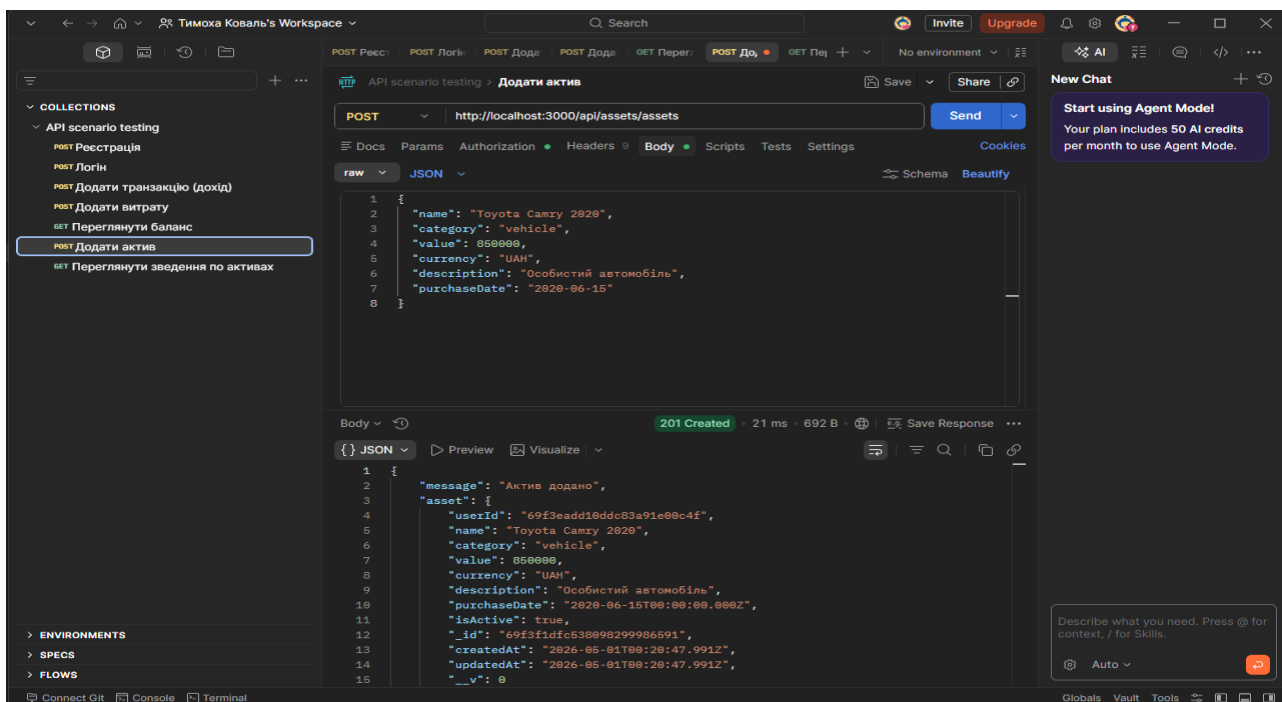 Тимоха Коваль's Workspace
Search
Invite
Upgrade
POST Реєст
POST Логі
POST Дода
POST Дода
GET Перег
POST До,
GET Пе
No environment
AI
API scenario testing > Додати актив
Save
Share
New Chat
COLLECTIONS
API scenario testing
POST Реєстрація
POST Логін
POST Додати транзакцію (дохід)
POST Додати витрату
GET Переглянути баланс
POST Додати актив
GET Переглянути зведення по активах
POST
http://localhost:3000/api/assets/assets
Send
Start using Agent Mode!
Your plan includes 50 AI credits
per month to use Agent Mode.
Docs Params Authorization Headers 9 Body Scripts Tests Settings
Cookies
raw
JSON
Schema
Beautify
1 {
2 "name": "Toyota Camry 2020",
3 "category": "vehicle",
4 "value": 850000,
5 "currency": "UAH",
6 "description": "Особистий автомобіль",
7 "purchaseDate": "2020-06-15"
8 }
Body
201 Created
21 ms
692 B
e.g. Save Response
{} JSON
Preview
Visualize
1 {
2 "message": "Актив додано",
3 "asset": {
4 "userId": "69f3eadd10ddc83a91e00c4f",
5 "name": "Toyota Camry 2020",
6 "category": "vehicle",
7 "value": 850000,
8 "currency": "UAH",
9 "description": "Особистий автомобіль",
10 "purchaseDate": "2020-06-15T00:00:00.000Z",
11 "isActive": true,
12 "_id": "69f3f1dfc538098299986591",
13 "createdAt": "2026-05-01T00:20:47.991Z",
14 "updatedAt": "2026-05-01T00:20:47.991Z",
15 "__v": 0
Describe what you need. Press @ for
context, / for Skills.
Auto
ENVIRONMENTS
SPECS
FLOWS
Connect Git
Console
Terminal
Globals
Vault
Tools